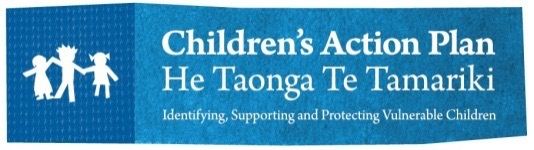 Children's Action Plan
He Taonga Te Tamariki
Identifying, Supporting and Protecting Vulnerable Children